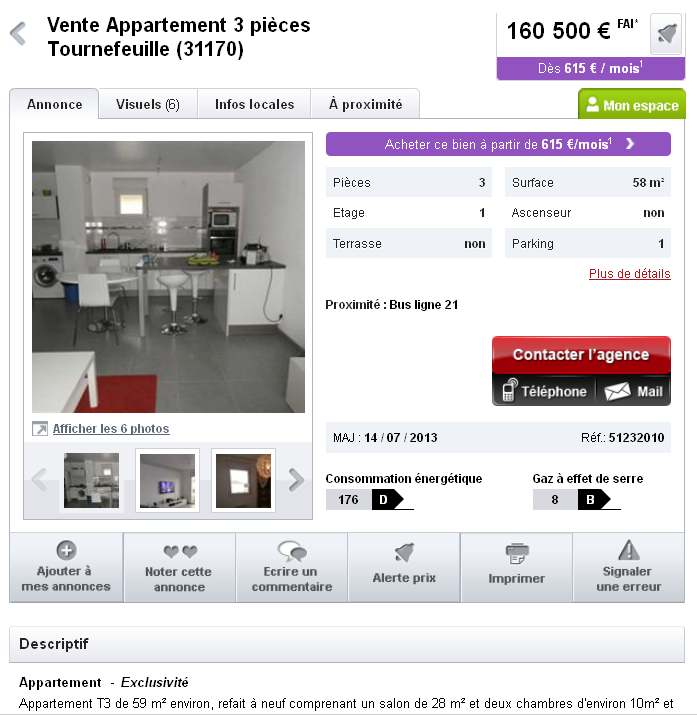 Vente Appartement 3 pièces
Tournefeuille (31170)
160 500 € FAI*
Dès 615 € / mois¹
Annonce
Visuels (6)
Infos locales
À proximité
Mon espace
Acheter ce bien à partir de 615 €/mois¹
Pièces 3 Surface 58 m²
Etage 1 Ascenseur non
Terrasse non Parking 1
Plus de détails
Proximité : Bus ligne 21
Contacter l'agence
Téléphone Mail
Afficher les 6 photos
MAJ : 14 / 07 / 2013 Réf.: 51232010
Consommation énergétique Gaz à effet de serre
176 D 8 B
Ajouter à
mes annonces
Noter cette
annonce
Ecrire un
commentaire
Alerte prix
Imprimer
Signaler
une erreur
Descriptif
Appartement - Exclusivité
Appartement T3 de 59 m² environ, refait à neuf comprenant un salon de 28 m² et deux chambres d'environ 10m² et